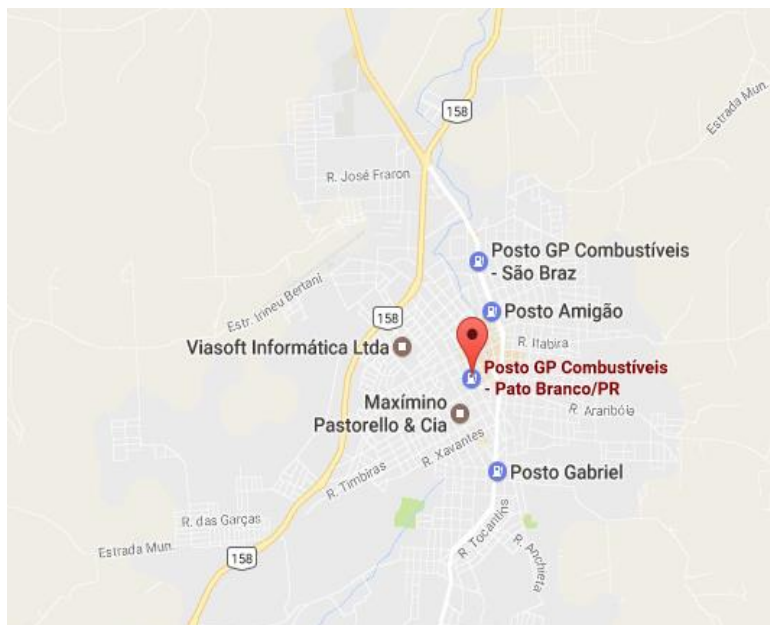 158
Estrada Mun.
R. José Fraron
Posto GP Combustíveis
- São Braz
Estr. Irineu Bertani
Posto Amigão
158
R. Itabira
Viasoft Informática Ltda
Posto GP Combustíveis
- Pato Branco/PR
Maxímino
Pastorello & Cia
R. Arariboia
R. Xavantes
Posto Gabriel
R. Timbiras
R. das Garças
R. Tocantins
Estrada Mun.
158
R. Anchieta